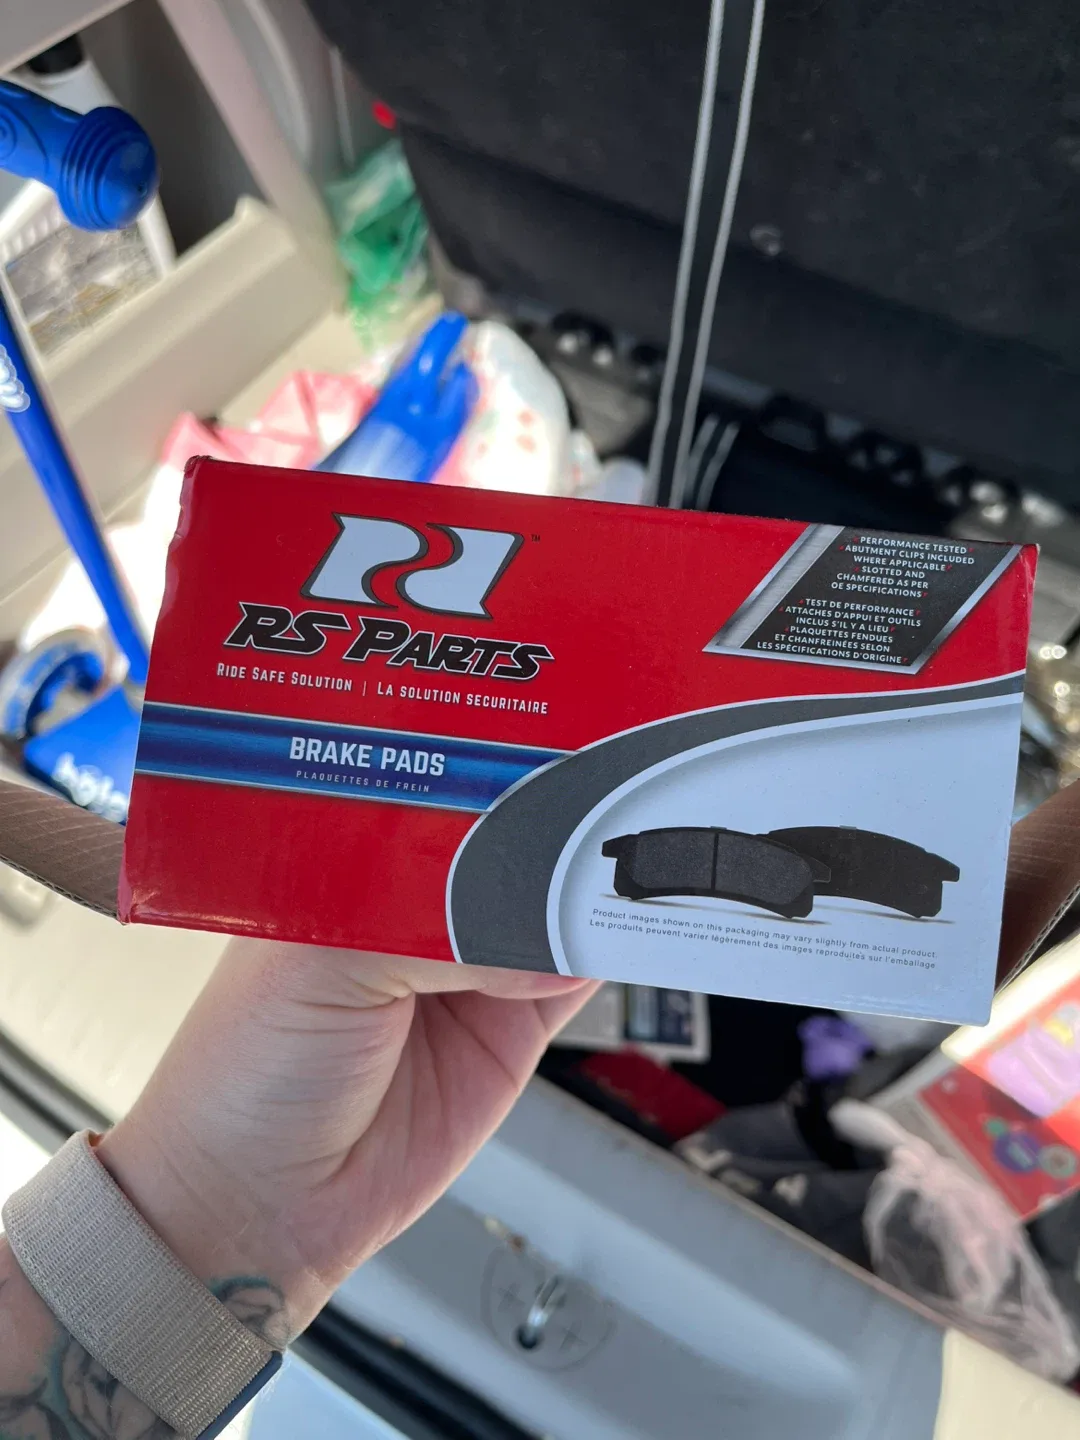 RS PARTS
™
RIDE SAFE SOLUTION | LA SOLUTION SECURITAIRE
BRAKE PADS
PLAQUETTES DE FREIN
PERFORMANCE TESTED
ABUTMENT CLIPS INCLUDED
WHERE APPLICABLE
SLOTTED AND
CHAMFERED AS PER
OE SPECIFICATIONS
TEST DE PERFORMANCE
ATTACHES D'APPUI ET OUTILS
INCLUS S'IL Y A LIEU
PLAQUETTES FENDUES
ET CHANFREINÉES SELON
LES SPÉCIFICATIONS D'ORIGINE
Product images shown on this packaging may vary slightly from actual product.
Les produits peuvent varier légèrement des images reproduites sur l'emballage